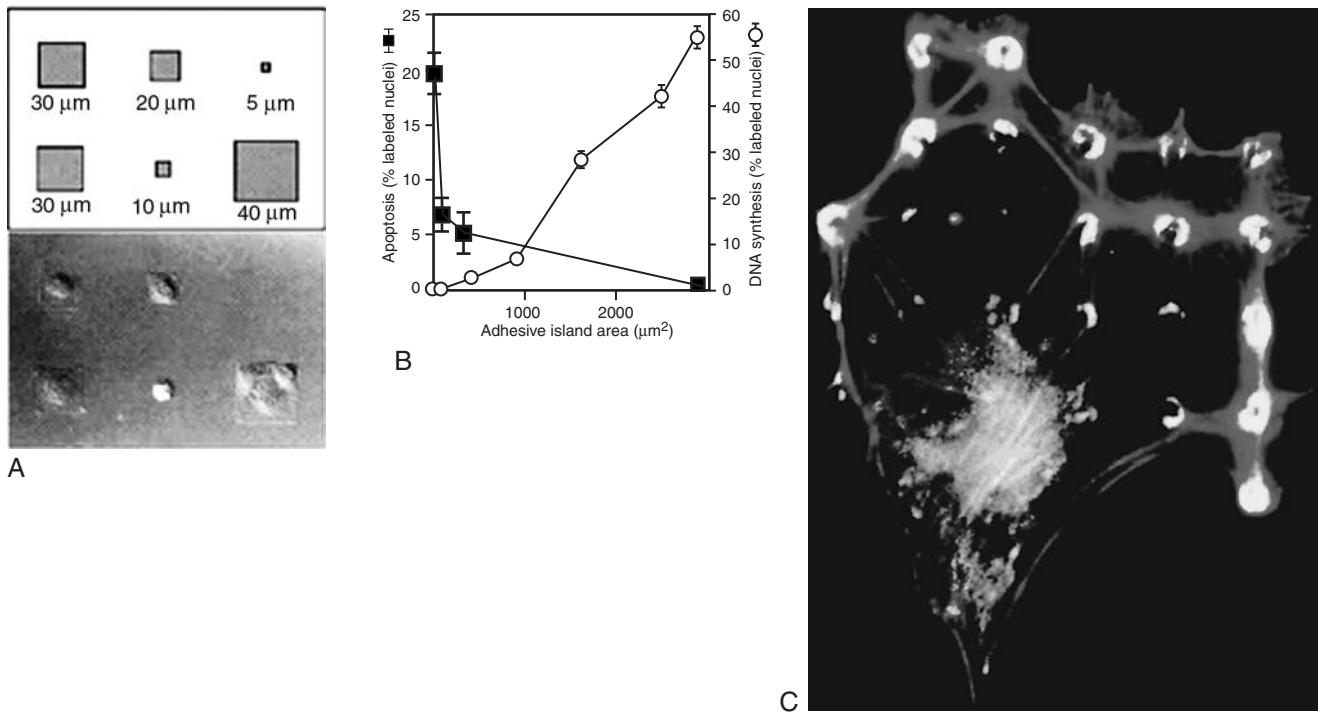 30 μm
20 μm
5 μm
30 μm
10 μm
40 μm
A
B
Apoptosis (% labeled nuclei)
25
20
15
10
5
0
60
50
40
30
20
10
0
DNA synthesis (% labeled nuclei)
1000
2000
Adhesive island area (μm²)
C